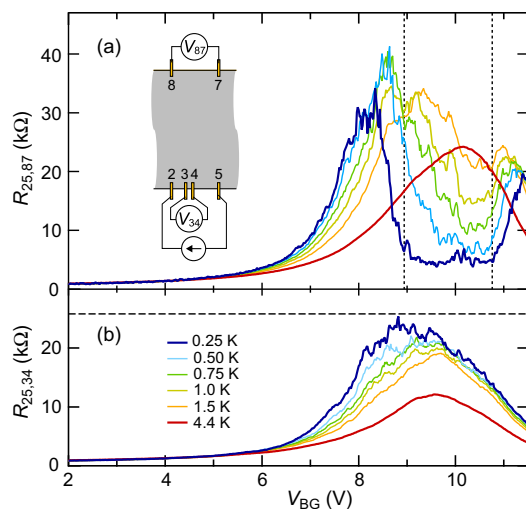 (a)
V87
8 7
2 3 4 5
V34
R25,87 (kΩ)
40
30
20
10
0
(b)
R25,34 (kΩ)
20
10
0
0.25 K
0.50 K
0.75 K
1.0 K
1.5 K
4.4 K
2 4 6 8 10
VBG (V)